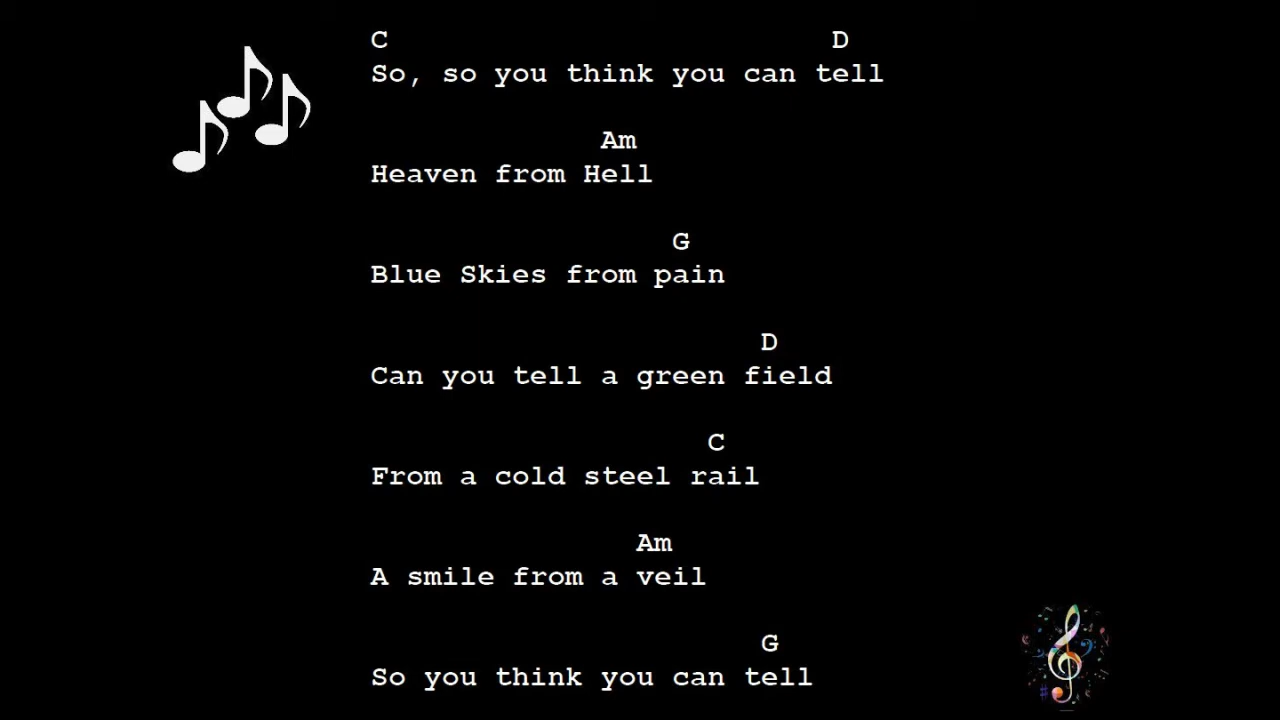 C D
So, so you think you can tell
Am
Heaven from Hell
G
Blue Skies from pain
D
Can you tell a green field
C
From a cold steel rail
Am
A smile from a veil
G
So you think you can tell